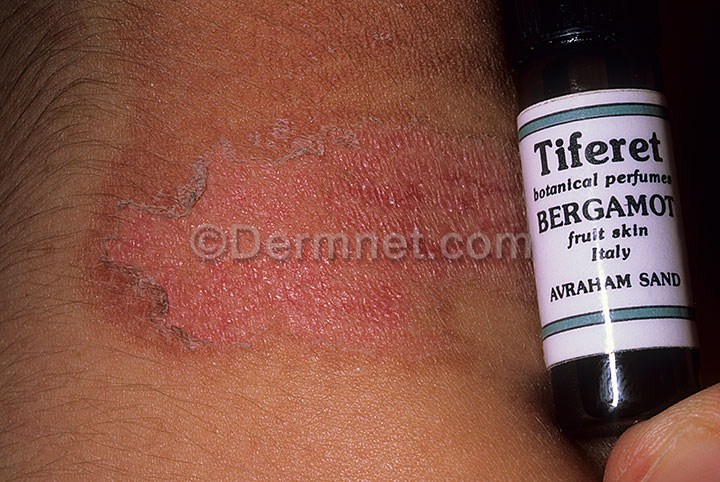 ©Dermnet.com
Tiferet
botanical perfumes
BERGAMOT
fruit skin
Italy
AVRAHAM SAND